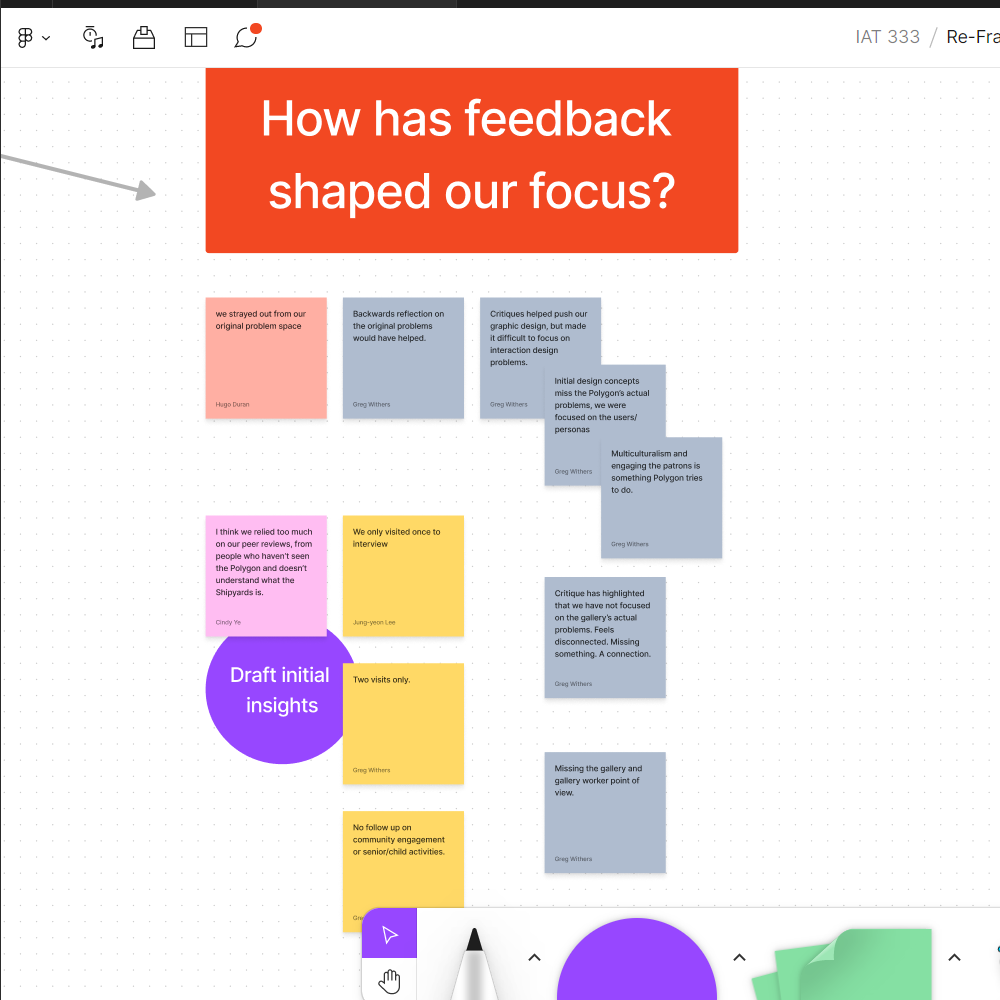 IAT 333 / Re-Fra
How has feedback
shaped our focus?
we strayed out from our
original problem space
Hugo Duran
Backwards reflection on
the original problems
would have helped.
Greg Withers
Critiques helped push our
graphic design, but made
it difficult to focus on
interaction design
problems.
Greg Withers
Initial design concepts
miss the Polygon's actual
problems, we were
focused on the users/
personas
Greg Withers
Multiculturalism and
engaging the patrons is
something Polygon tries
to do.
Greg Withers
I think we relied too much
on our peer reviews, from
people who haven't seen
the Polygon and doesn't
understand what the
Shipyards is.
Cindy Ye
We only visited once to
interview
Jung-yeon Lee
Critique has highlighted
that we have not focused
on the gallery's actual
problems. Feels
disconnected. Missing
something. A connection.
Greg Withers
Draft initial
insights
Two visits only.
Greg Withers
Missing the gallery and
gallery worker point of
view.
Greg Withers
No follow up on
community engagement
or senior/child activities.
Gre